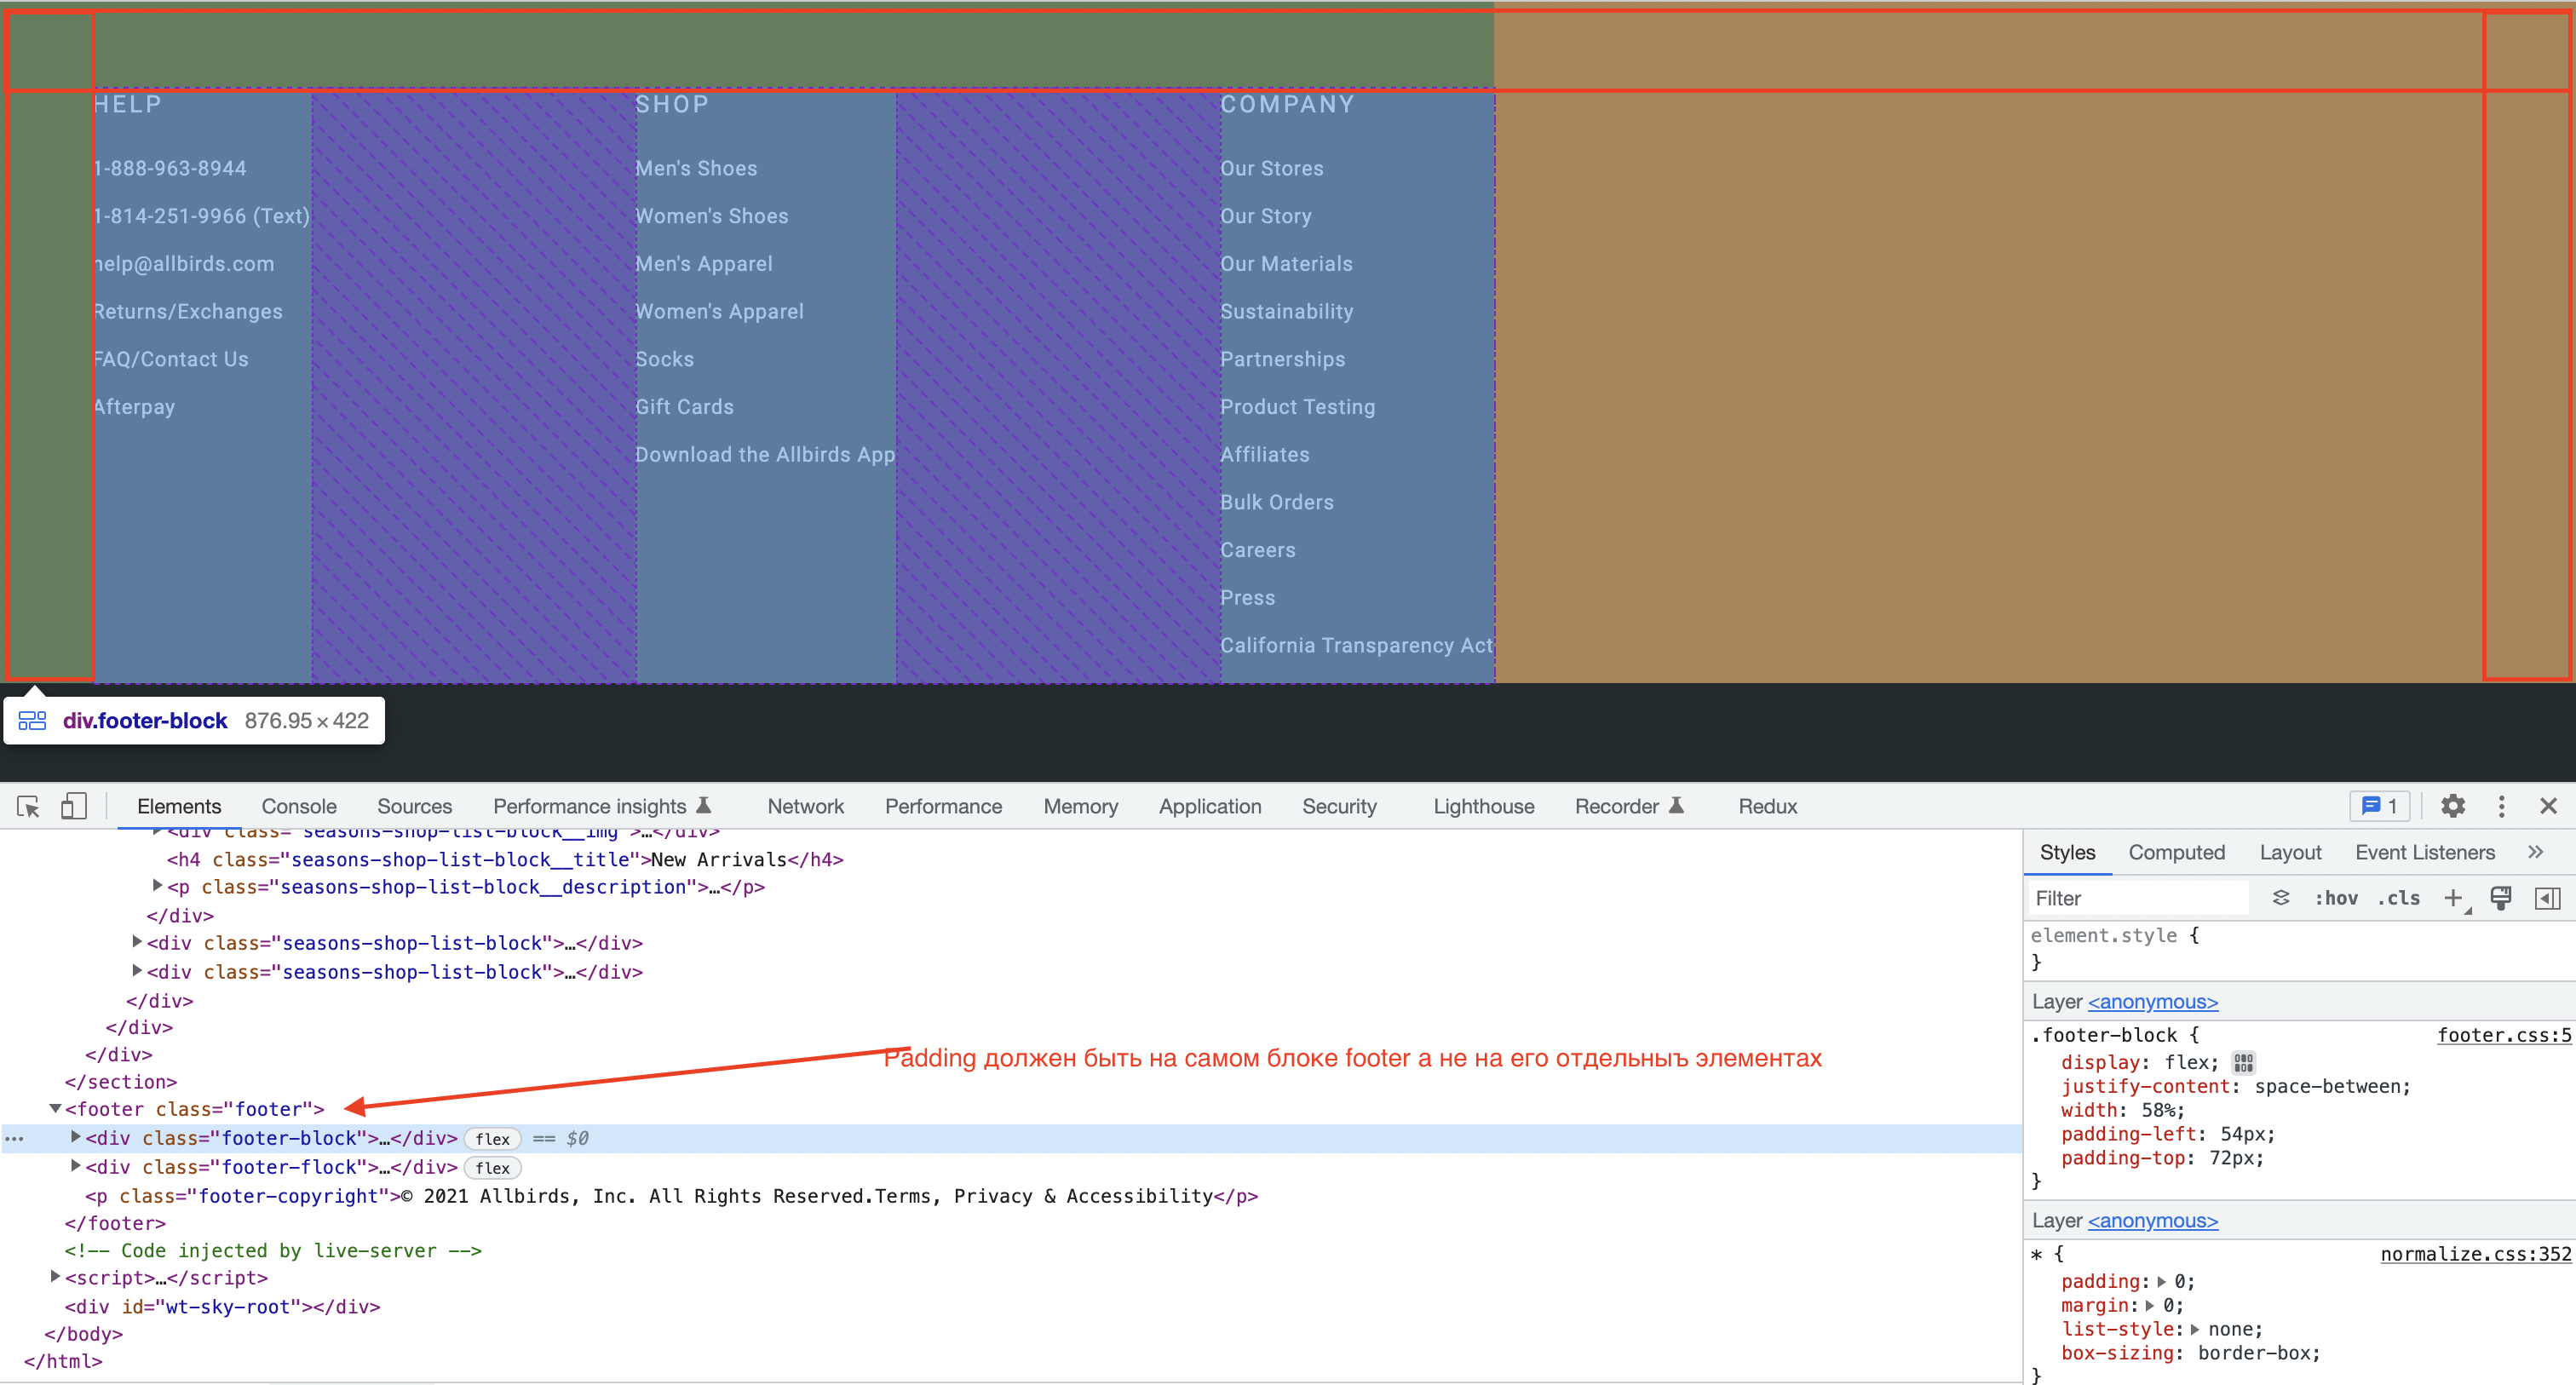 HELP
1-888-963-8944
1-814-251-9966 (Text)
help@allbirds.com
Returns/Exchanges
FAQ/Contact Us
Afterpay
SHOP
Men's Shoes
Women's Shoes
Men's Apparel
Women's Apparel
Socks
Gift Cards
Download the Allbirds App
COMPANY
Our Stores
Our Story
Our Materials
Sustainability
Partnerships
Product Testing
Affiliates
Bulk Orders
Careers
Press
California Transparency Act
div.footer-block 876.95×422
Elements Console Sources Performance insights Network Performance Memory Application Security Lighthouse Recorder Redux 1
<div class="seasons-shop-list-block__img">…</div>
<h4 class="seasons-shop-list-block__title">New Arrivals</h4>
<p class="seasons-shop-list-block__description">…</p>
</div>
<div class="seasons-shop-list-block">…</div>
<div class="seasons-shop-list-block">…</div>
</div>
</div>
</div>
</section>
Padding должен быть на самом блоке footer а не на его отдельныъ элементах
<footer class="footer">
… <div class="footer-block">…</div> flex == $0
<div class="footer-flock">…</div> flex
<p class="footer-copyright">© 2021 Allbirds, Inc. All Rights Reserved.Terms, Privacy & Accessibility</p>
</footer>
<!-- Code injected by live-server -->
<script>…</script>
<div id="wt-sky-root"></div>
</body>
</html>
Styles Computed Layout Event Listeners »
Filter :hov .cls +
element.style {
}
Layer <anonymous>
.footer-block { footer.css:5
display: flex;
justify-content: space-between;
width: 58%;
padding-left: 54px;
padding-top: 72px;
}
Layer <anonymous>
* { normalize.css:352
padding: 0;
margin: 0;
list-style: none;
box-sizing: border-box;
}